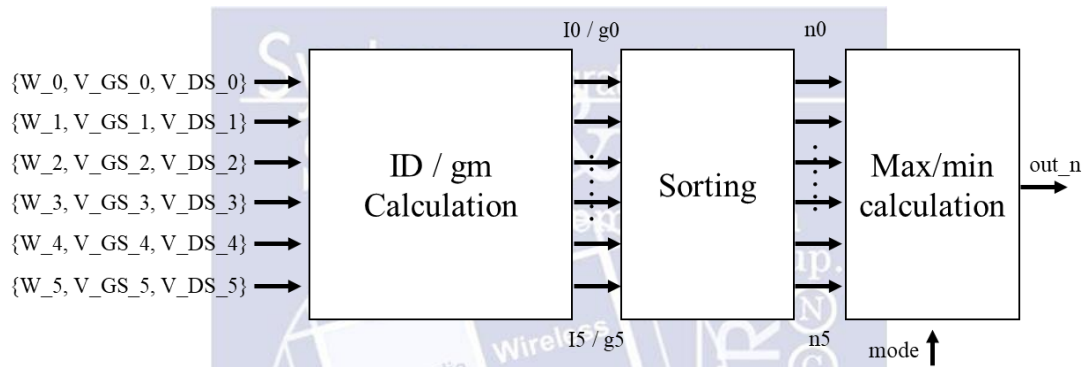 I0 / g0
n0
{W_0, V_GS_0, V_DS_0}
{W_1, V_GS_1, V_DS_1}
{W_2, V_GS_2, V_DS_2}
{W_3, V_GS_3, V_DS_3}
{W_4, V_GS_4, V_DS_4}
{W_5, V_GS_5, V_DS_5}
ID / gm
Calculation
Sorting
Max/min
calculation
out_n
Wireless
I5 / g5
n5
mode